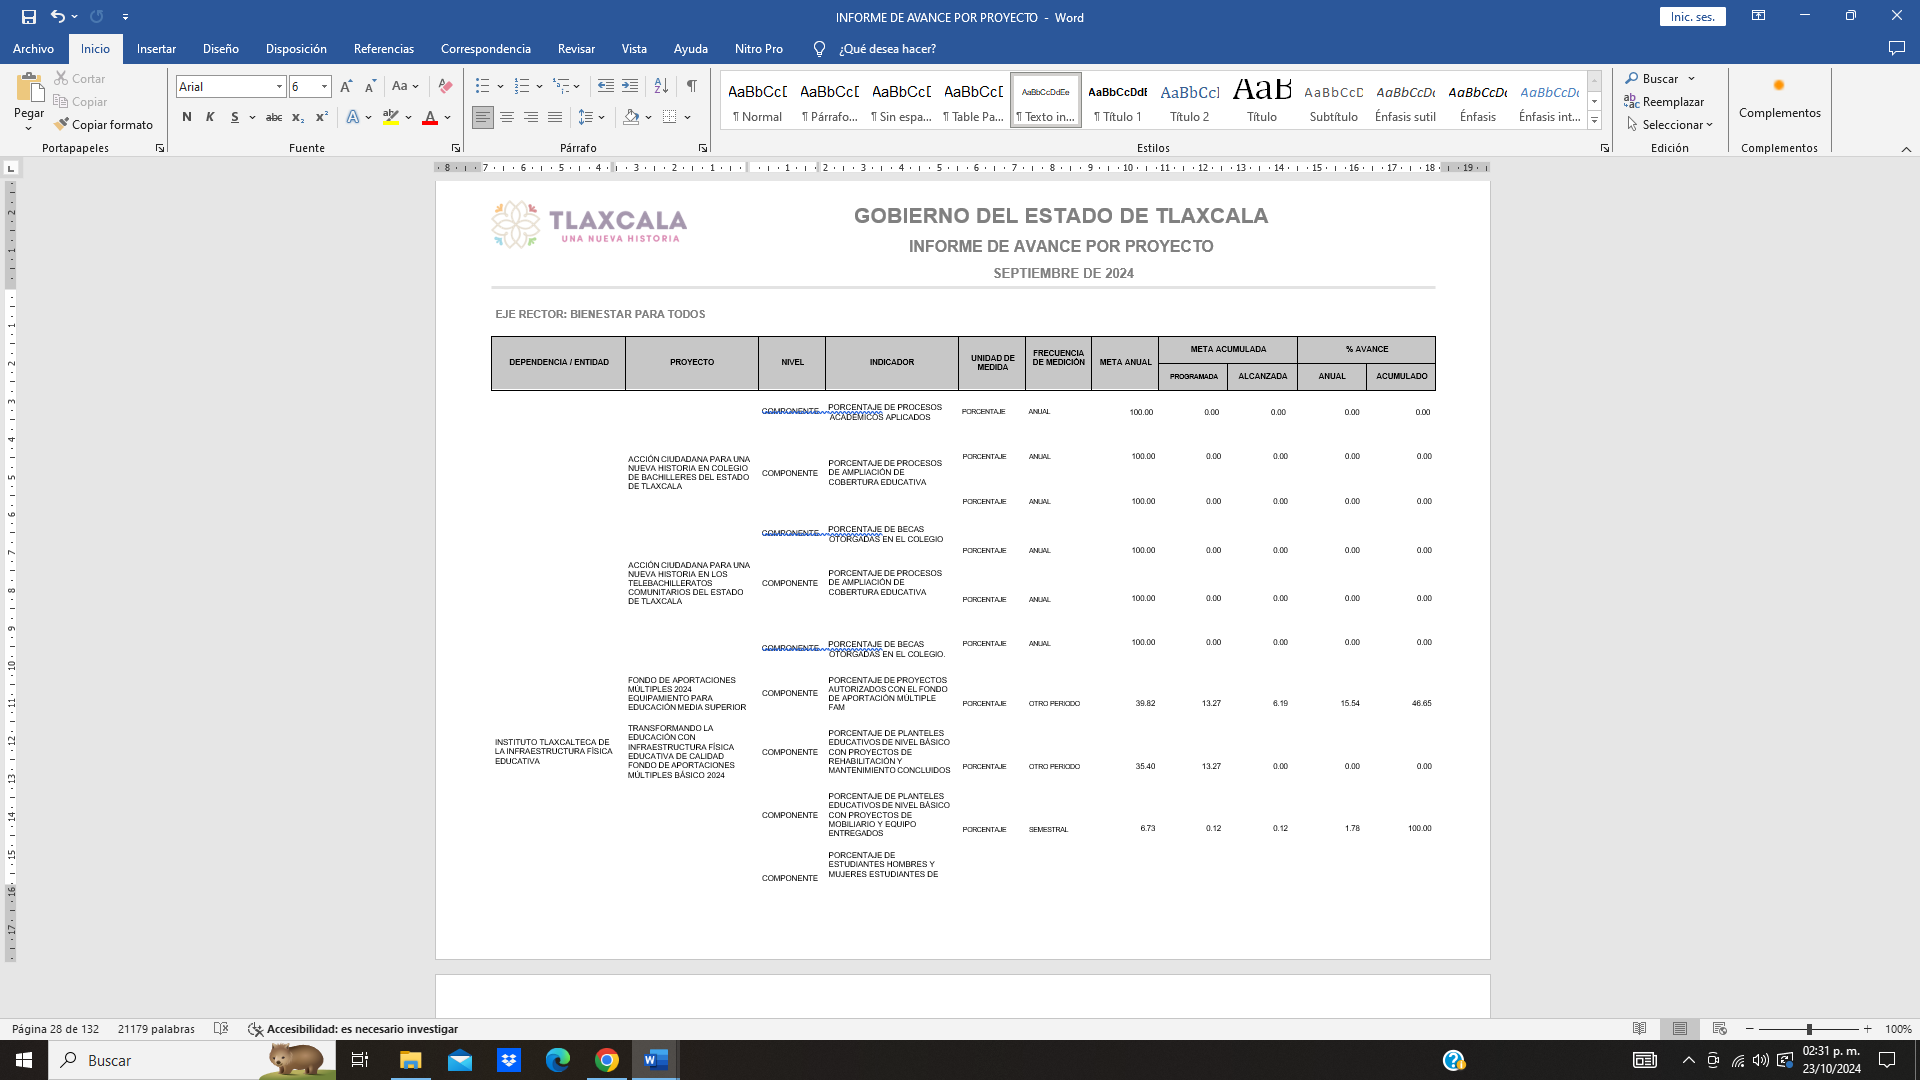 INFORME DE AVANCE POR PROYECTO - Word
Inic. ses.
Archivo Inicio Insertar Diseño Disposición Referencias Correspondencia Revisar Vista Ayuda Nitro Pro ¿Qué desea hacer?
Pegar
Cortar
Copiar
Copiar formato
Portapapeles
Arial 6
Fuente
Párrafo
AaBbCcDdEe
¶ Normal ¶ Párrafo... ¶ Sin espa... ¶ Table Pa... ¶ Texto in... ¶ Título 1 Título 2 Título Subtítulo Énfasis sutil Énfasis Énfasis int...
Estilos
Buscar
Reemplazar
Seleccionar
Edición
Complementos
Complementos
TLAXCALA
UNA NUEVA HISTORIA
GOBIERNO DEL ESTADO DE TLAXCALA
INFORME DE AVANCE POR PROYECTO
SEPTIEMBRE DE 2024
EJE RECTOR: BIENESTAR PARA TODOS
DEPENDENCIA / ENTIDAD
PROYECTO
NIVEL
INDICADOR
UNIDAD DE
MEDIDA
FRECUENCIA
DE MEDICIÓN
META ANUAL
META ACUMULADA
PROGRAMADA
ALCANZADA
% AVANCE
ANUAL
ACUMULADO
COMPONENTE
PORCENTAJE DE PROCESOS
ACADÉMICOS APLICADOS
PORCENTAJE ANUAL 100.00 0.00 0.00 0.00 0.00
ACCIÓN CIUDADANA PARA UNA
NUEVA HISTORIA EN COLEGIO
DE BACHILLERES DEL ESTADO
DE TLAXCALA
COMPONENTE
PORCENTAJE DE PROCESOS
DE AMPLIACIÓN DE
COBERTURA EDUCATIVA
PORCENTAJE ANUAL 100.00 0.00 0.00 0.00 0.00
PORCENTAJE ANUAL 100.00 0.00 0.00 0.00 0.00
COMPONENTE
PORCENTAJE DE BECAS
OTORGADAS EN EL COLEGIO
PORCENTAJE ANUAL 100.00 0.00 0.00 0.00 0.00
ACCIÓN CIUDADANA PARA UNA
NUEVA HISTORIA EN LOS
TELEBACHILLERATOS
COMUNITARIOS DEL ESTADO
DE TLAXCALA
COMPONENTE
PORCENTAJE DE PROCESOS
DE AMPLIACIÓN DE
COBERTURA EDUCATIVA
PORCENTAJE ANUAL 100.00 0.00 0.00 0.00 0.00
COMPONENTE
PORCENTAJE DE BECAS
OTORGADAS EN EL COLEGIO.
PORCENTAJE ANUAL 100.00 0.00 0.00 0.00 0.00
FONDO DE APORTACIONES
MÚLTIPLES 2024
EQUIPAMIENTO PARA
EDUCACIÓN MEDIA SUPERIOR
COMPONENTE
PORCENTAJE DE PROYECTOS
AUTORIZADOS CON EL FONDO
DE APORTACIÓN MÚLTIPLE
FAM
PORCENTAJE OTRO PERIODO 39.82 13.27 6.19 15.54 46.65
INSTITUTO TLAXCALTECA DE
LA INFRAESTRUCTURA FÍSICA
EDUCATIVA
TRANSFORMANDO LA
EDUCACIÓN CON
INFRAESTRUCTURA FÍSICA
EDUCATIVA DE CALIDAD
FONDO DE APORTACIONES
MÚLTIPLES BÁSICO 2024
COMPONENTE
PORCENTAJE DE PLANTELES
EDUCATIVOS DE NIVEL BÁSICO
CON PROYECTOS DE
REHABILITACIÓN Y
MANTENIMIENTO CONCLUIDOS
PORCENTAJE OTRO PERIODO 35.40 13.27 0.00 0.00 0.00
COMPONENTE
PORCENTAJE DE PLANTELES
EDUCATIVOS DE NIVEL BÁSICO
CON PROYECTOS DE
MOBILIARIO Y EQUIPO
ENTREGADOS
PORCENTAJE SEMESTRAL 6.73 0.12 0.12 1.78 100.00
COMPONENTE
PORCENTAJE DE
ESTUDIANTES HOMBRES Y
MUJERES ESTUDIANTES DE
Página 28 de 132 21179 palabras Accesibilidad: es necesario investigar 100%
Buscar
02:31 p. m.
23/10/2024